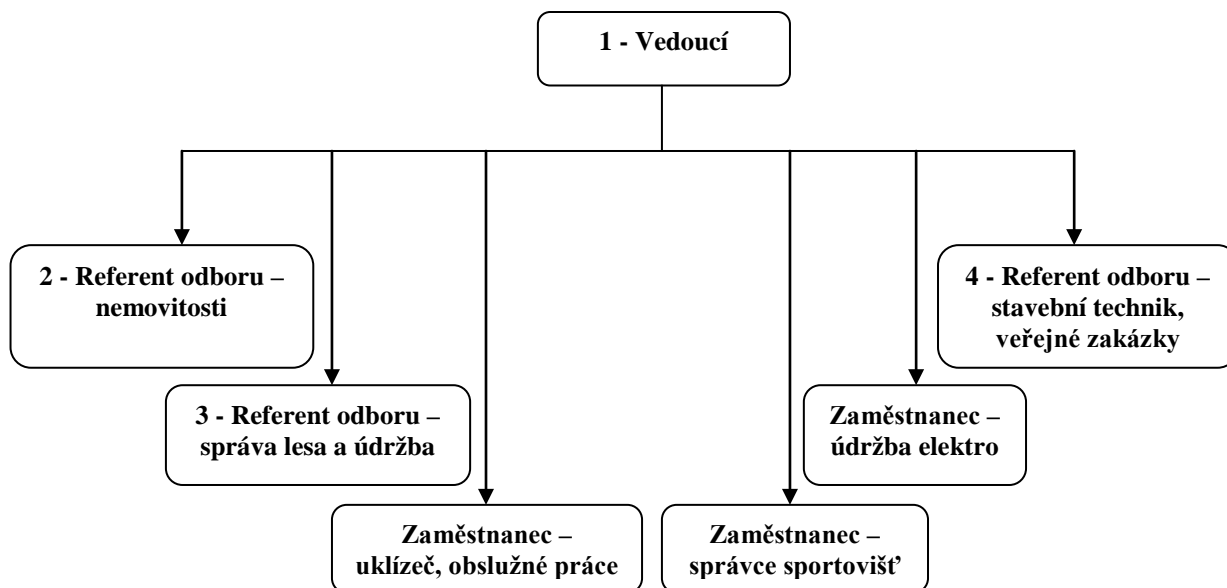 1 - Vedoucí
2 - Referent odboru –
nemovitosti
4 - Referent odboru –
stavební technik,
veřejné zakázky
3 - Referent odboru –
správa lesa a údržba
Zaměstnanec –
údržba elektro
Zaměstnanec –
uklízeč, obslužné práce
Zaměstnanec –
správce sportovišť